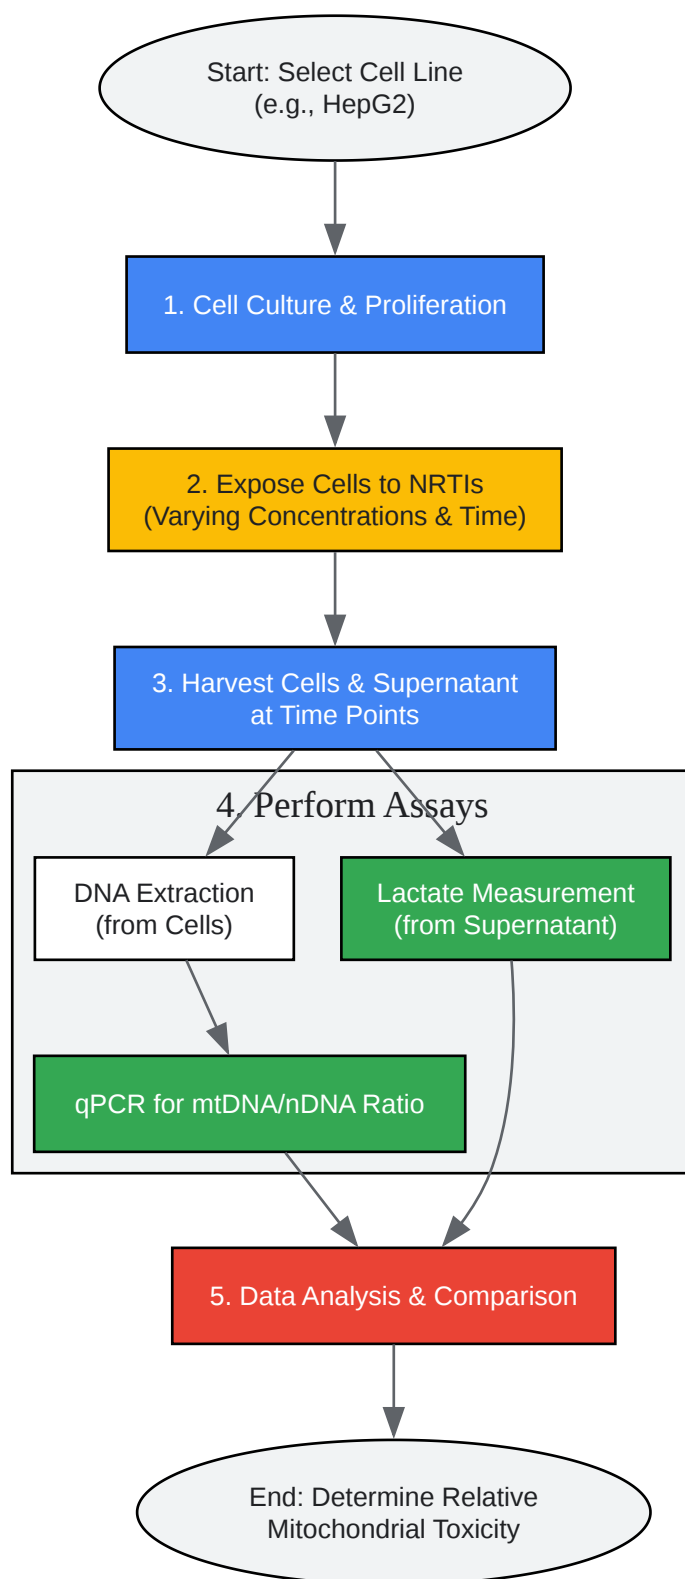 Start: Select Cell Line
(e.g., HepG2)
1. Cell Culture & Proliferation
2. Expose Cells to NRTIs
(Varying Concentrations & Time)
3. Harvest Cells & Supernatant
at Time Points
4. Perform Assays
DNA Extraction
(from Cells)
Lactate Measurement
(from Supernatant)
qPCR for mtDNA/nDNA Ratio
5. Data Analysis & Comparison
End: Determine Relative
Mitochondrial Toxicity